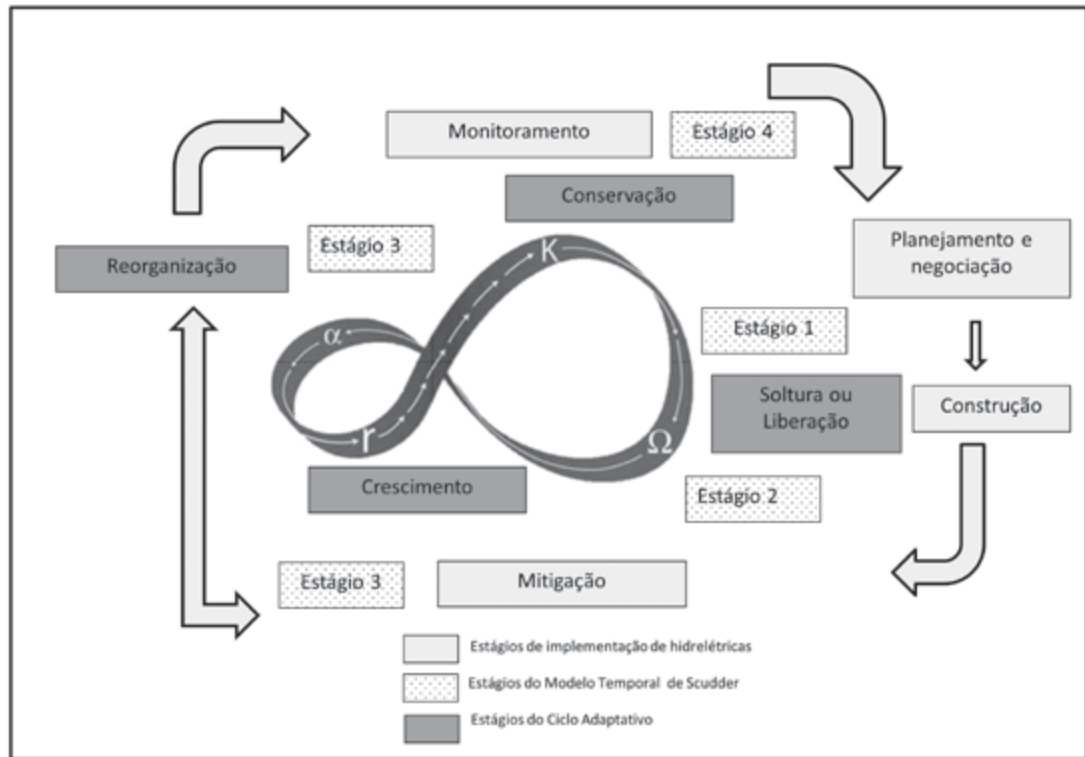 Monitoramento
Estágio 4
Conservação
Planejamento e
negociação
Estágio 3
Reorganização
K
Estágio 1
α
Soltura ou
Liberação
Construção
r
Ω
Crescimento
Estágio 2
Estágio 3
Mitigação
Estágios de implementação de hidrelétricas
Estágios do Modelo Temporal de Scudder
Estágios do Ciclo Adaptativo